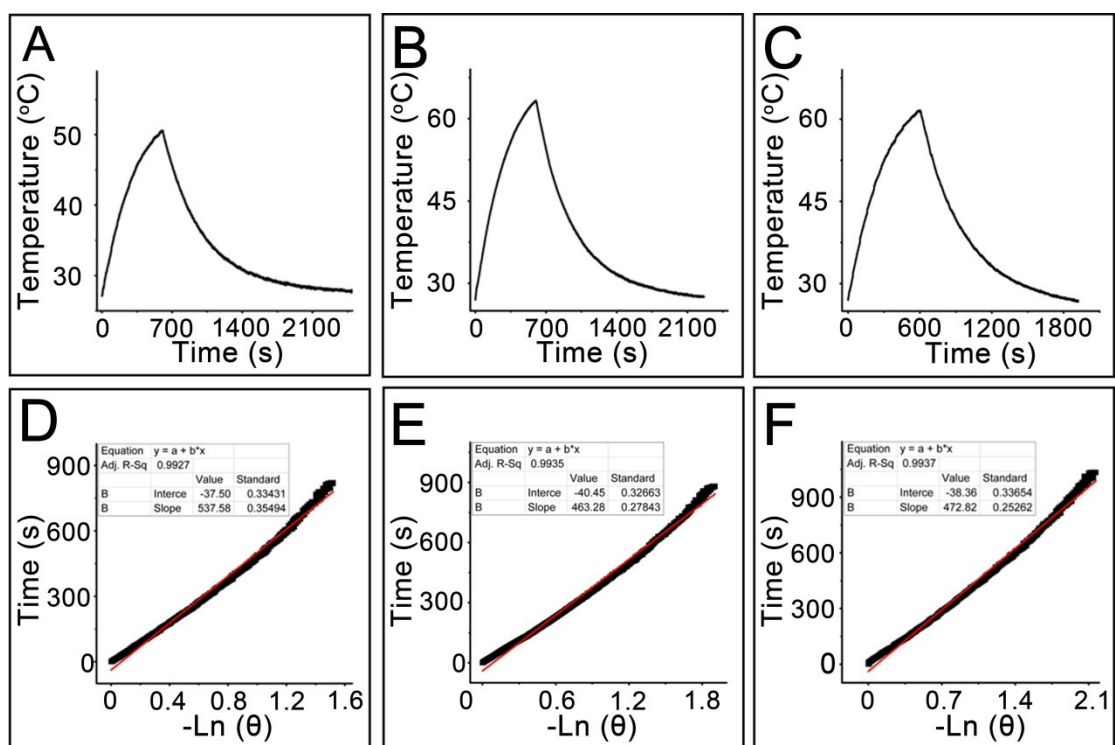 A
Temperature (°C)
50
40
30
0 700 1400 2100
Time (s)
B
Temperature (°C)
60
45
30
0 700 1400 2100
Time (s)
C
Temperature (°C)
60
45
30
0 600 1200 1800
Time (s)
D
Equation y = a + b*x
Adj. R-Sq 0.9927
Value Standard
B Interce -37.50 0.33431
B Slope 537.58 0.35494
Time (s)
900
600
300
0
0 0.4 0.8 1.2 1.6
-Ln (θ)
E
Equation y = a + b*x
Adj. R-Sq 0.9935
Value Standard
B Interce -40.45 0.32663
B Slope 463.28 0.27843
Time (s)
900
600
300
0
0 0.6 1.2 1.8
-Ln (θ)
F
Equation y = a + b*x
Adj. R-Sq 0.9937
Value Standard
B Interce -38.36 0.33654
B Slope 472.82 0.25262
Time (s)
900
600
300
0
0 0.7 1.4 2.1
-Ln (θ)